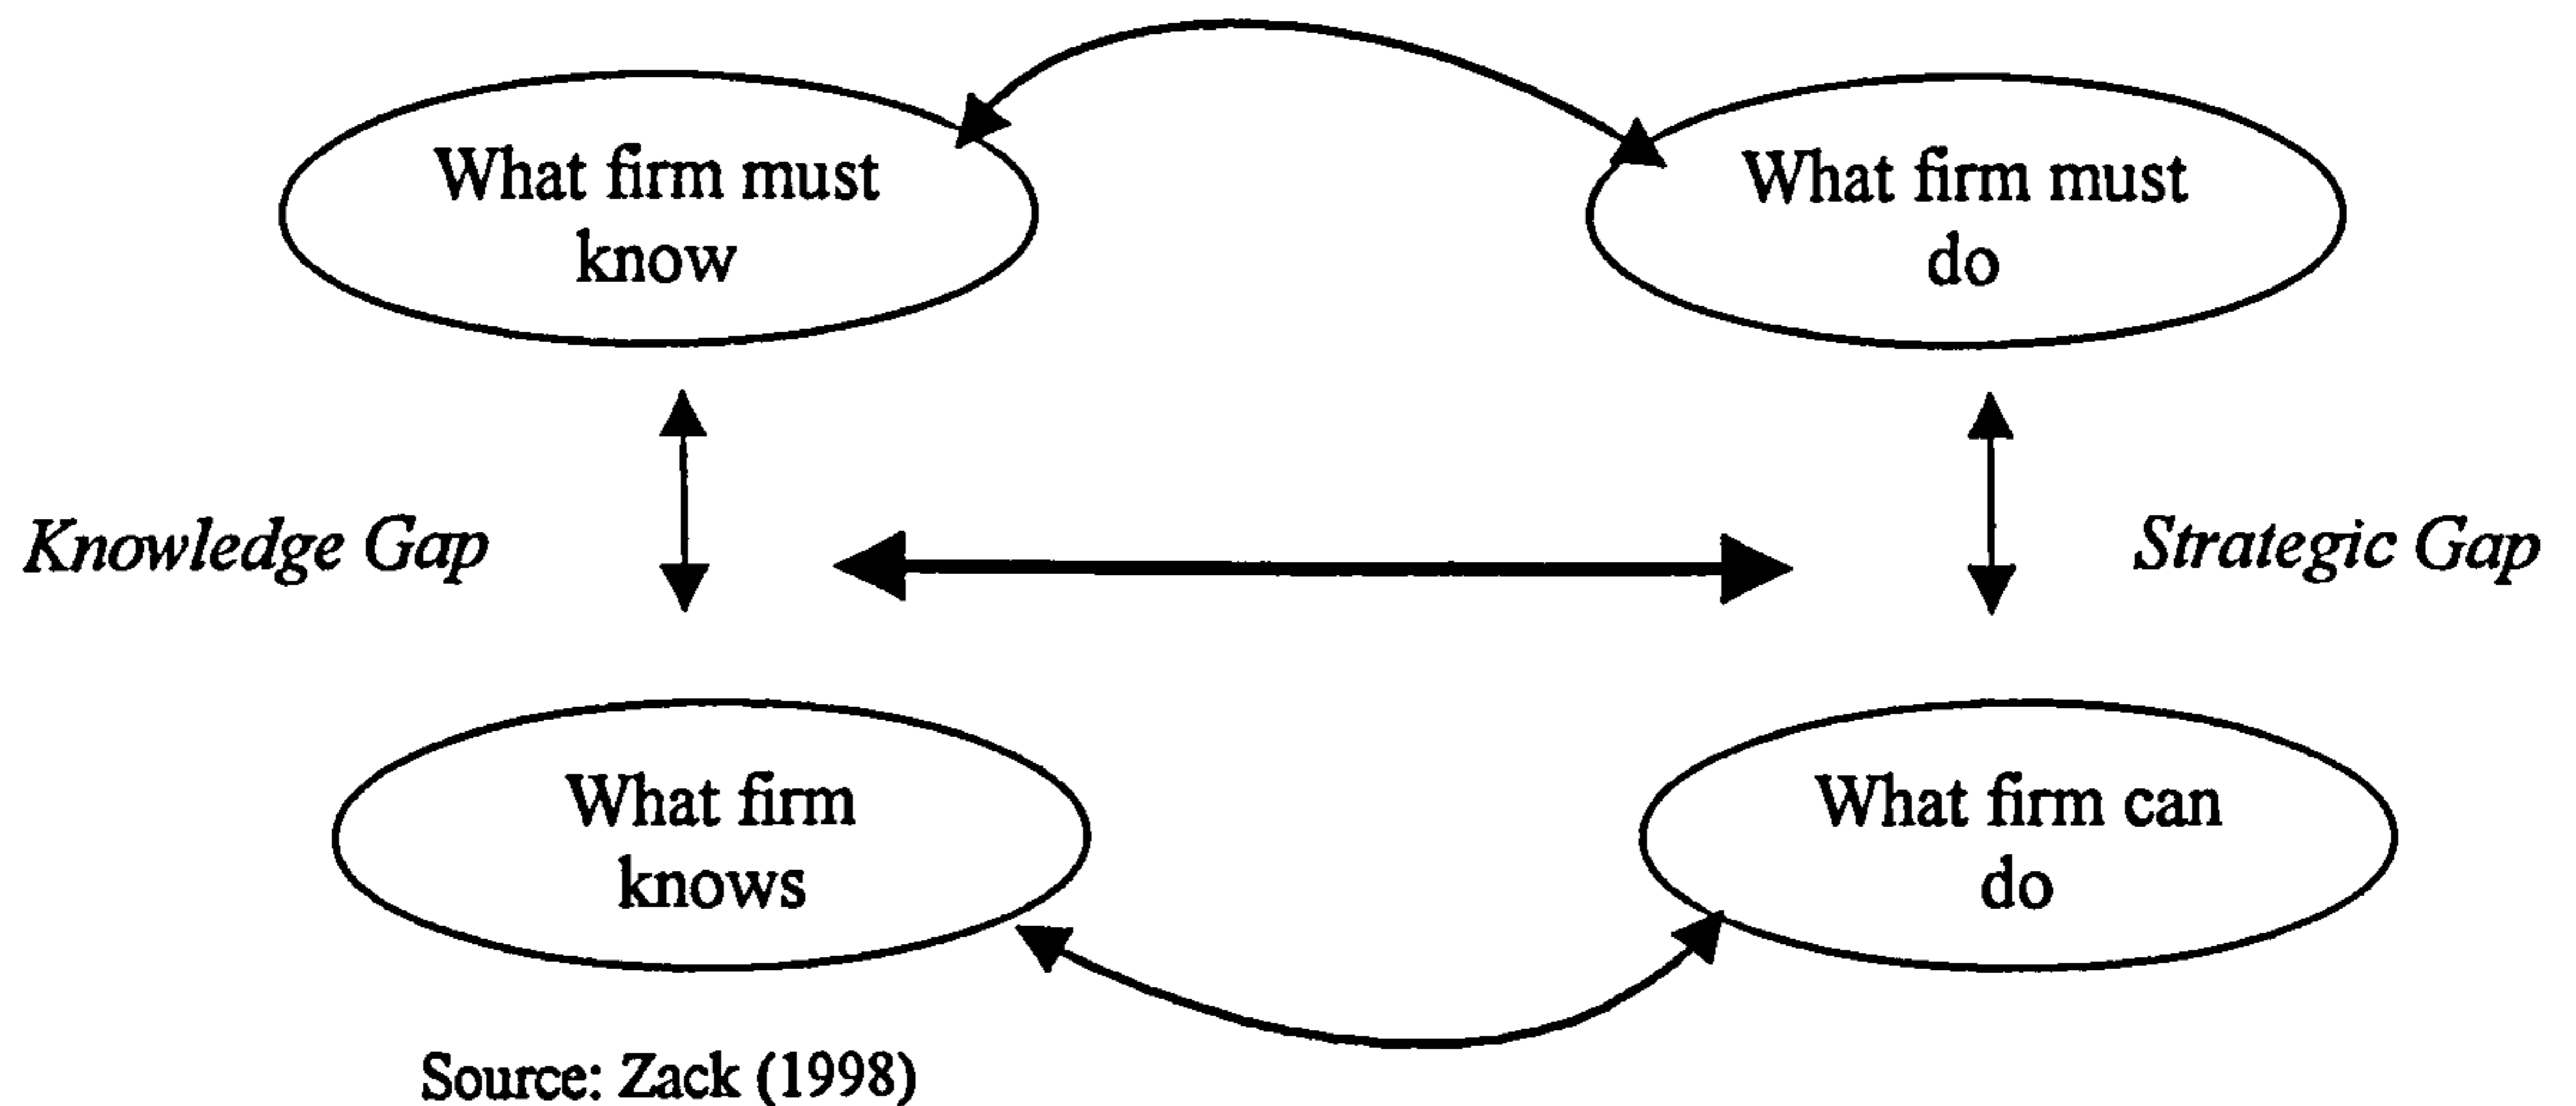 What firm must
know
What firm must
do
Knowledge Gap
Strategic Gap
What firm
knows
What firm can
do
Source: Zack (1998)